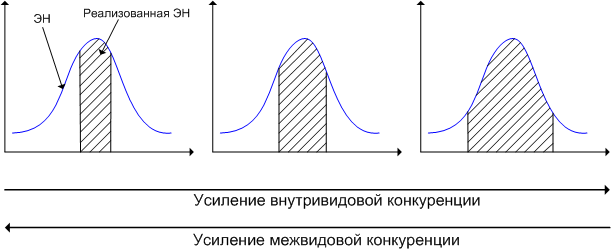 ЭН
Реализованная ЭН
Усиление внутривидовой конкуренции
Усиление межвидовой конкуренции